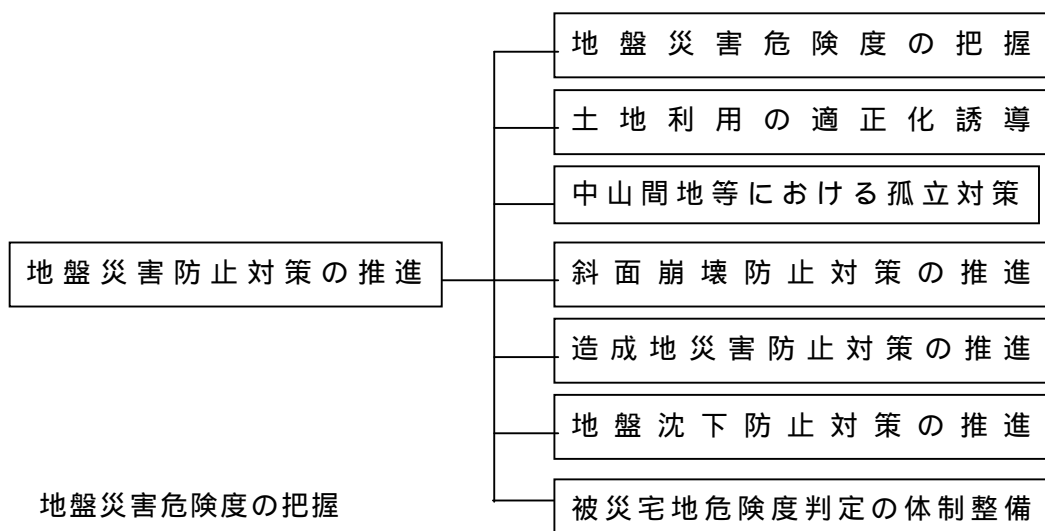 地盤災害危険度の把握
土地利用の適正化誘導
中山間地等における孤立対策
地盤災害防止対策の推進
斜面崩壊防止対策の推進
造成地災害防止対策の推進
地盤沈下防止対策の推進
地盤災害危険度の把握
被災宅地危険度判定の体制整備